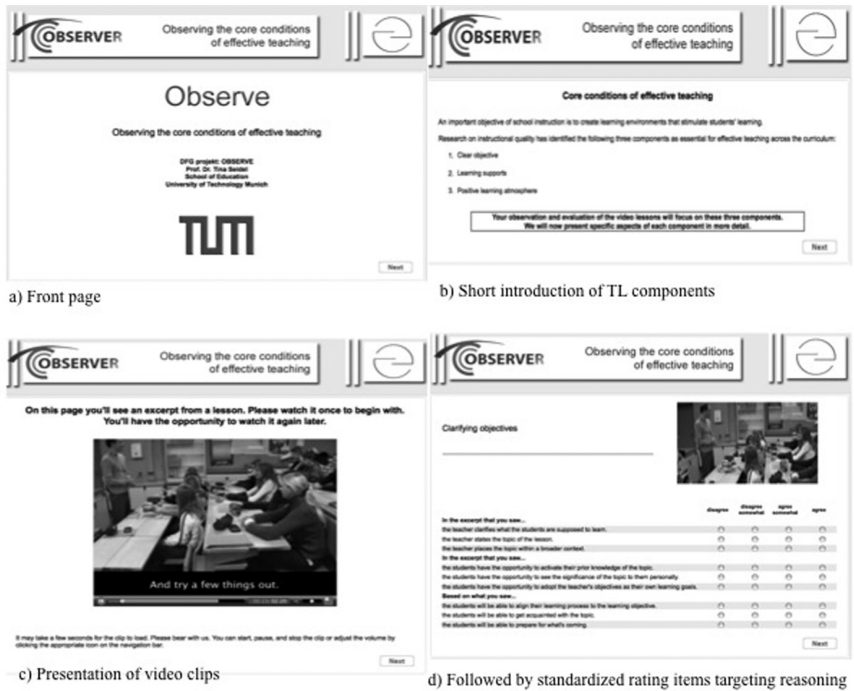 OBSERVER
Observing the core conditions
of effective teaching
Observe
Observing the core conditions of effective teaching
DFG projekt: OBSERVE
Prof. Dr. Tina Seidel
School of Education
University of Technology Munich
TUM
Next
a) Front page
OBSERVER
Observing the core conditions
of effective teaching
Core conditions of effective teaching
An important objective of school instruction is to create learning environments that stimulate students' learning.
Research on instructional quality has identified the following three components as essential for effective teaching across the curriculum:
1. Clear objective
2. Learning supports
3. Positive learning atmosphere
Your observation and evaluation of the video lessons will focus on these three components.
We will now present specific aspects of each component in more detail.
Next
b) Short introduction of TL components
OBSERVER
Observing the core conditions
of effective teaching
On this page you'll see an excerpt from a lesson. Please watch it once to begin with.
You'll have the opportunity to watch it again later.
And try a few things out.
It may take a few seconds for the clip to load. Please bear with us. You can start, pause, and stop the clip or adjust the volume by
clicking the appropriate icon on the navigation bar.
Next
c) Presentation of video clips
OBSERVER
Observing the core conditions
of effective teaching
Clarifying objectives
disagree disagree somewhat agree somewhat agree
In the excerpt that you saw...
the teacher clarifies what the students are supposed to learn.
the teacher states the topic of the lesson.
the teacher places the topic within a broader context.
In the excerpt that you saw...
the students have the opportunity to activate their prior knowledge of the topic.
the students have the opportunity to see the significance of the topic to them personally.
the students have the opportunity to adopt the teacher's objectives as their own learning goals.
Based on what you saw...
the students will be able to align their learning process to the learning objective.
the students will be able to get acquainted with the topic.
the students will be able to prepare for what's coming.
Next
d) Followed by standardized rating items targeting reasoning